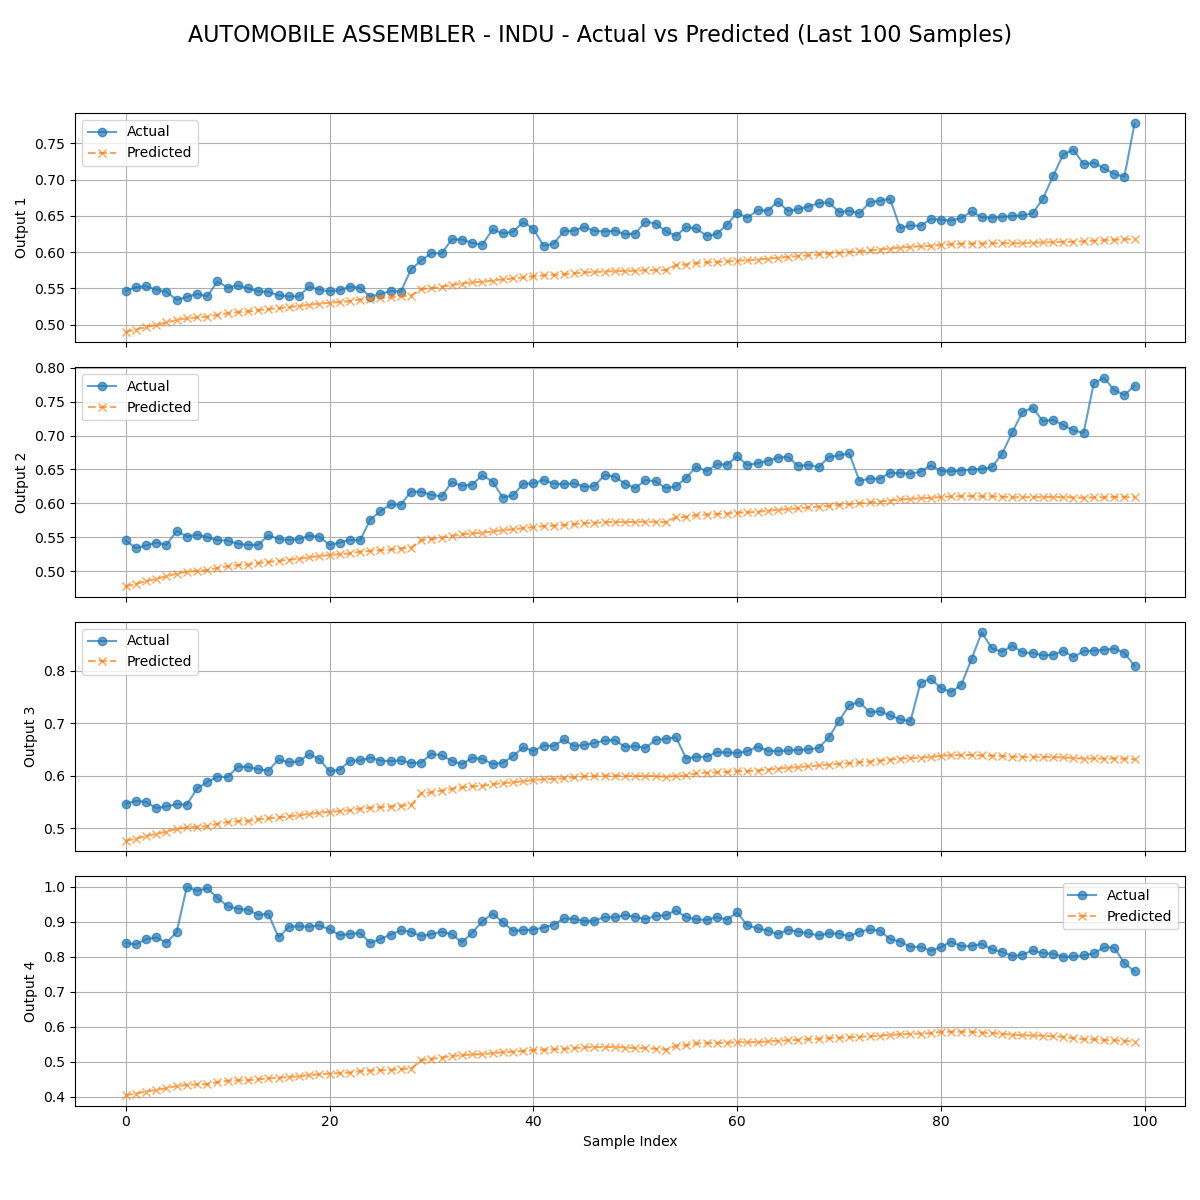 AUTOMOBILE ASSEMBLER - INDU - Actual vs Predicted (Last 100 Samples)
Output 1
0.75
0.70
0.65
0.60
0.55
0.50
Actual
Predicted
Output 2
0.80
0.75
0.70
0.65
0.60
0.55
0.50
Actual
Predicted
Output 3
0.8
0.7
0.6
0.5
Actual
Predicted
Output 4
1.0
0.9
0.8
0.7
0.6
0.5
0.4
Actual
Predicted
0 20 40 60 80 100
Sample Index